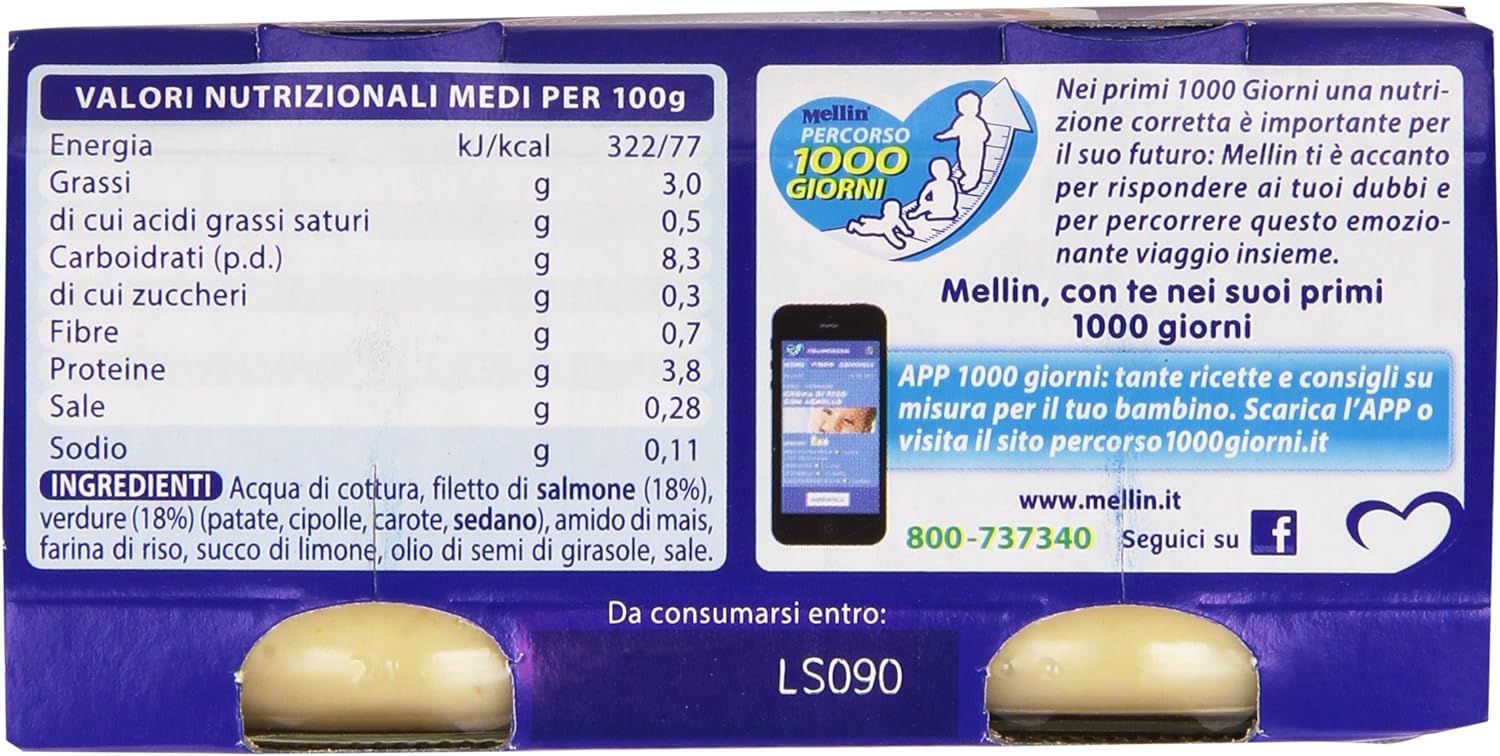 VALORI NUTRIZIONALI MEDI PER 100g
Energia kJ/kcal 322/77
Grassi g 3,0
di cui acidi grassi saturi g 0,5
Carboidrati (p.d.) g 8,3
di cui zuccheri g 0,3
Fibre g 0,7
Proteine g 3,8
Sale g 0,28
Sodio g 0,11
INGREDIENTI Acqua di cottura, filetto di salmone (18%),
verdure (18%) (patate, cipolle, carote, sedano), amido di mais,
farina di riso, succo di limone, olio di semi di girasole, sale.
Mellin
PERCORSO
1000
GIORNI
Nei primi 1000 Giorni una nutri-
zione corretta è importante per
il suo futuro: Mellin ti è accanto
per rispondere ai tuoi dubbi e
per percorrere questo emozio-
nante viaggio insieme.
Mellin, con te nei suoi primi
1000 giorni
APP 1000 giorni: tante ricette e consigli su
misura per il tuo bambino. Scarica l'APP o
visita il sito percorso1000giorni.it
www.mellin.it
800-737340 Seguici su f
Da consumarsi entro:
LS090